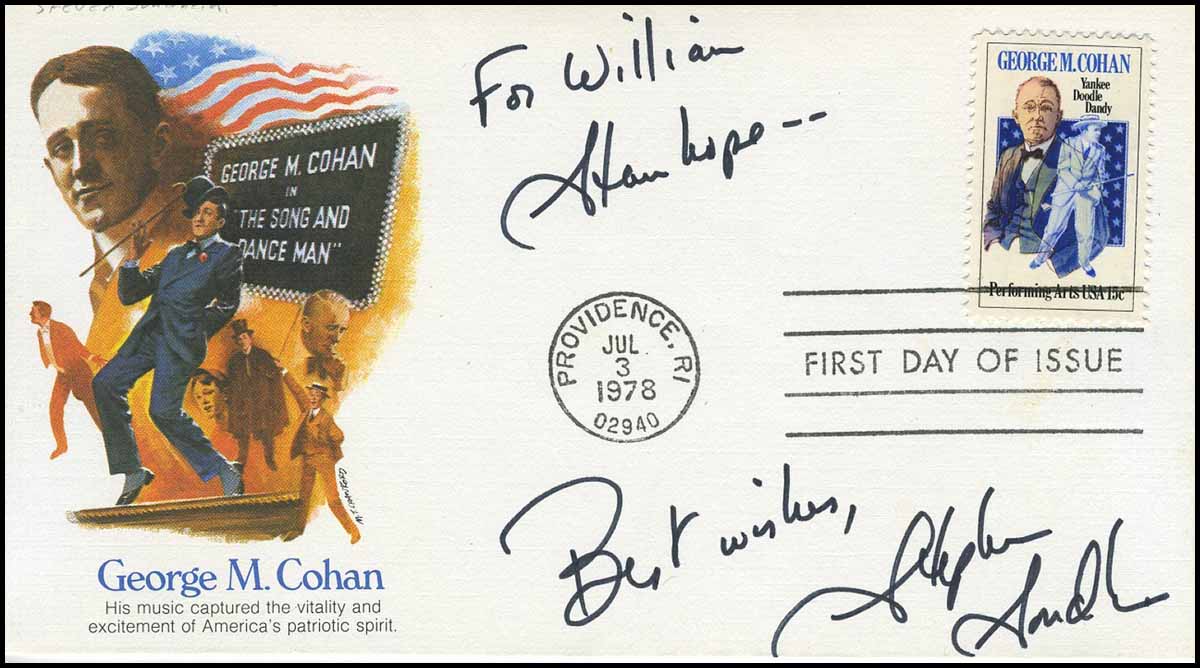 For William
Stanhope --
GEORGE M. COHAN
Yankee
Doodle
Dandy
Performing Arts USA 15c
GEORGE M. COHAN
IN
"THE SONG AND
DANCE MAN"
PROVIDENCE, RI
JUL
3
1978
02940
FIRST DAY OF ISSUE
Best wishes,
Stephen
Sondheim
George M. Cohan
His music captured the vitality and
excitement of America's patriotic spirit.